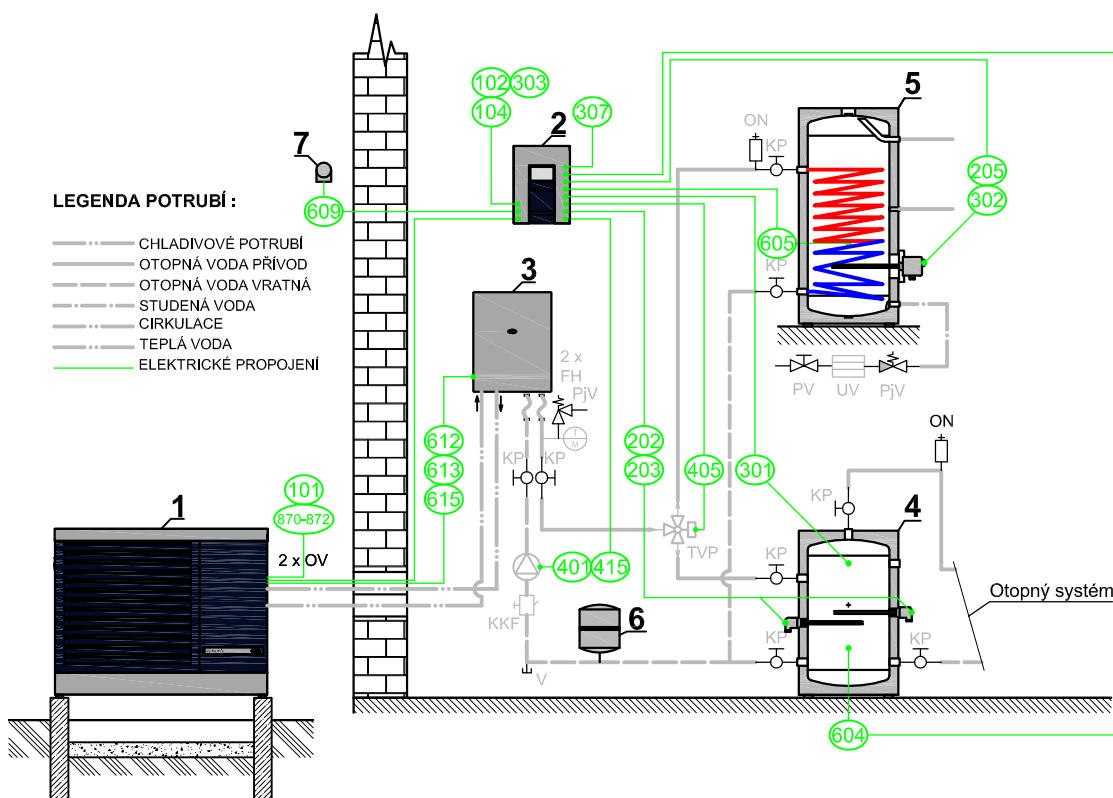 102
303
104
2
307
ON
KP
5
7
609
205
302
605
KP
LEGENDA POTRUBÍ :
CHLADIVOVÉ POTRUBÍ
OTOPNÁ VODA PŘÍVOD
OTOPNÁ VODA VRATNÁ
STUDENÁ VODA
CIRKULACE
TEPLÁ VODA
ELEKTRICKÉ PROPOJENÍ
3
2 x
FH
PjV
T
M
PV
UV
PjV
612
613
615
KP
KP
202
203
405
301
ON
KP
4
101
870-872
1
2 x OV
TVP
KP
401
415
KKF
6
V
KP
KP
Otopný systém
604